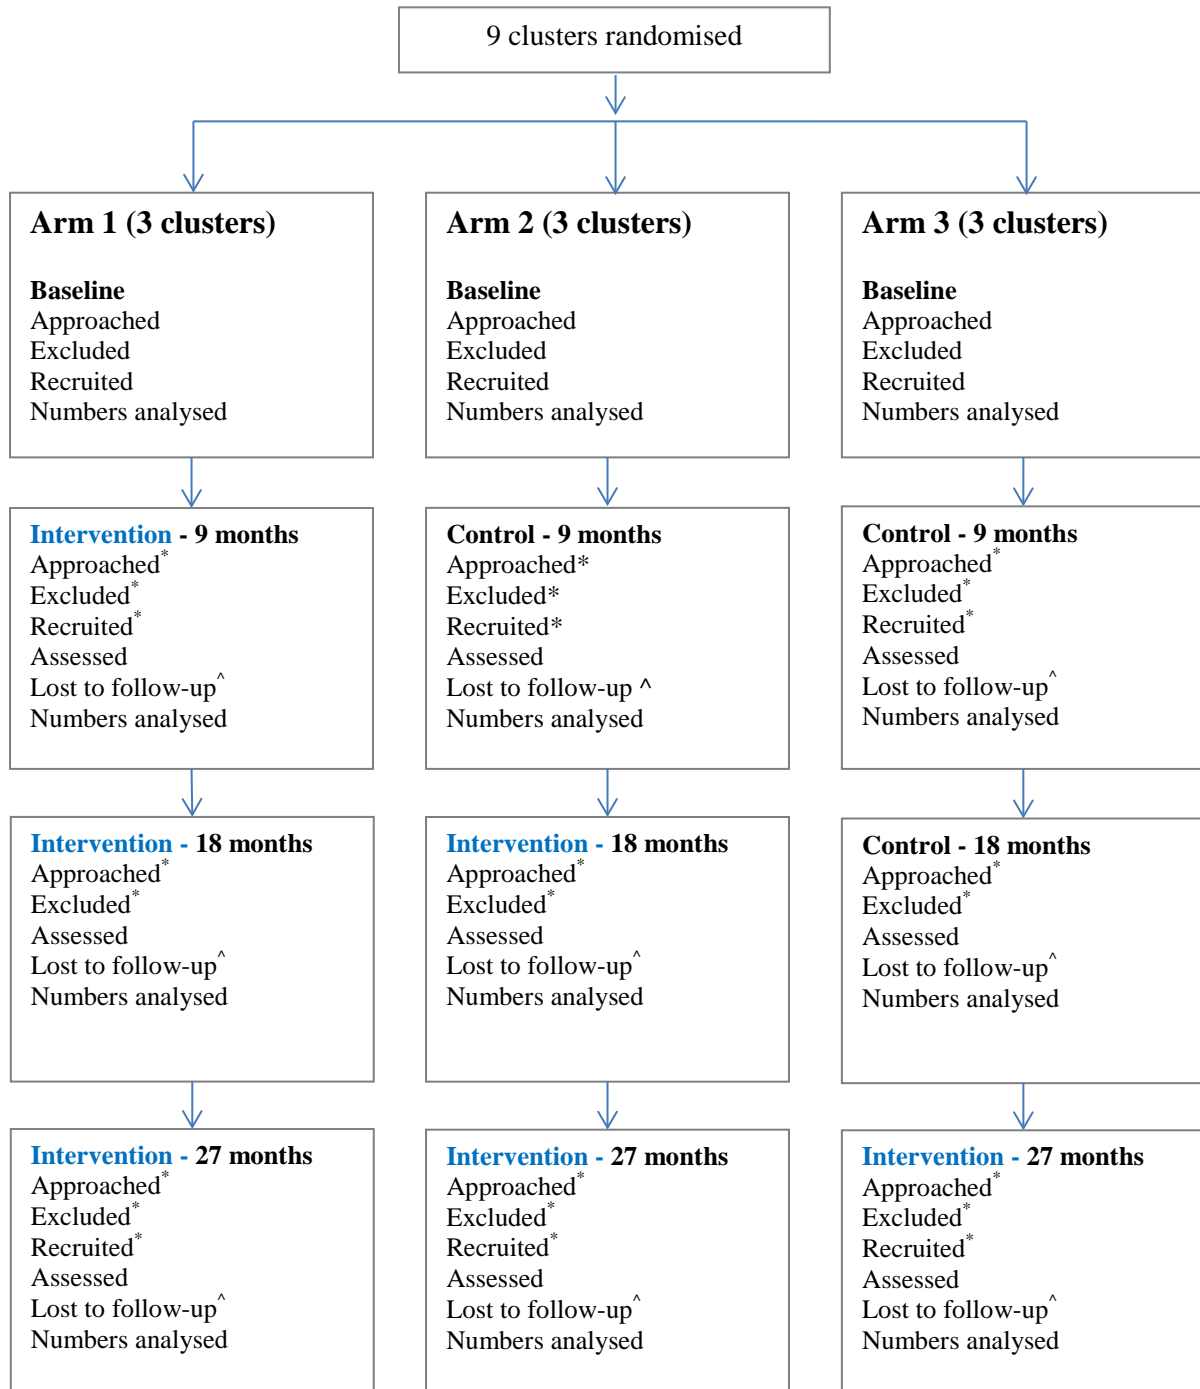 9 clusters randomised
Arm 1 (3 clusters)
Baseline
Approached
Excluded
Recruited
Numbers analysed
Arm 2 (3 clusters)
Baseline
Approached
Excluded
Recruited
Numbers analysed
Arm 3 (3 clusters)
Baseline
Approached
Excluded
Recruited
Numbers analysed
Intervention - 9 months
Approached*
Excluded*
Recruited*
Assessed
Lost to follow-up^
Numbers analysed
Control - 9 months
Approached*
Excluded*
Recruited*
Assessed
Lost to follow-up ^
Numbers analysed
Control - 9 months
Approached*
Excluded*
Recruited*
Assessed
Lost to follow-up^
Numbers analysed
Intervention - 18 months
Approached*
Excluded*
Assessed
Lost to follow-up^
Numbers analysed
Intervention - 18 months
Approached*
Excluded*
Assessed
Lost to follow-up^
Numbers analysed
Control - 18 months
Approached*
Excluded*
Assessed
Lost to follow-up^
Numbers analysed
Intervention - 27 months
Approached*
Excluded*
Recruited*
Assessed
Lost to follow-up^
Numbers analysed
Intervention - 27 months
Approached*
Excluded*
Recruited*
Assessed
Lost to follow-up^
Numbers analysed
Intervention - 27 months
Approached*
Excluded*
Recruited*
Assessed
Lost to follow-up^
Numbers analysed